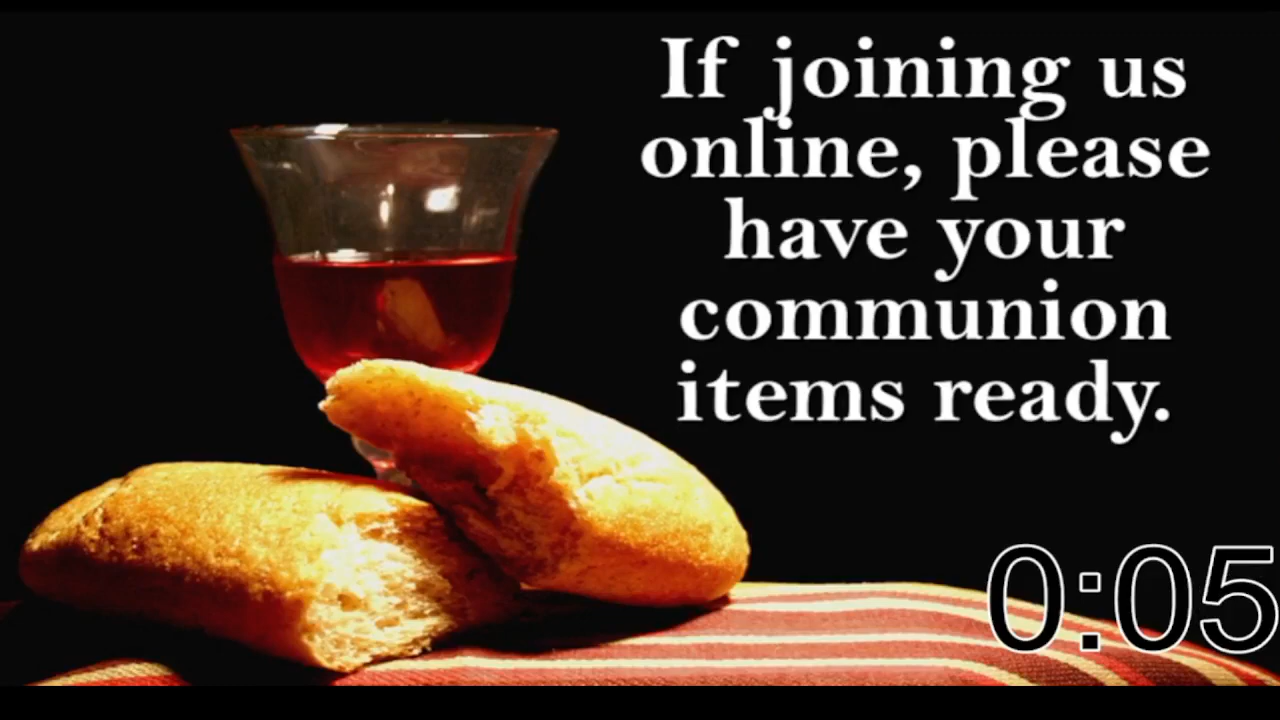 If joining us
online, please
have your
communion
items ready.
0:05